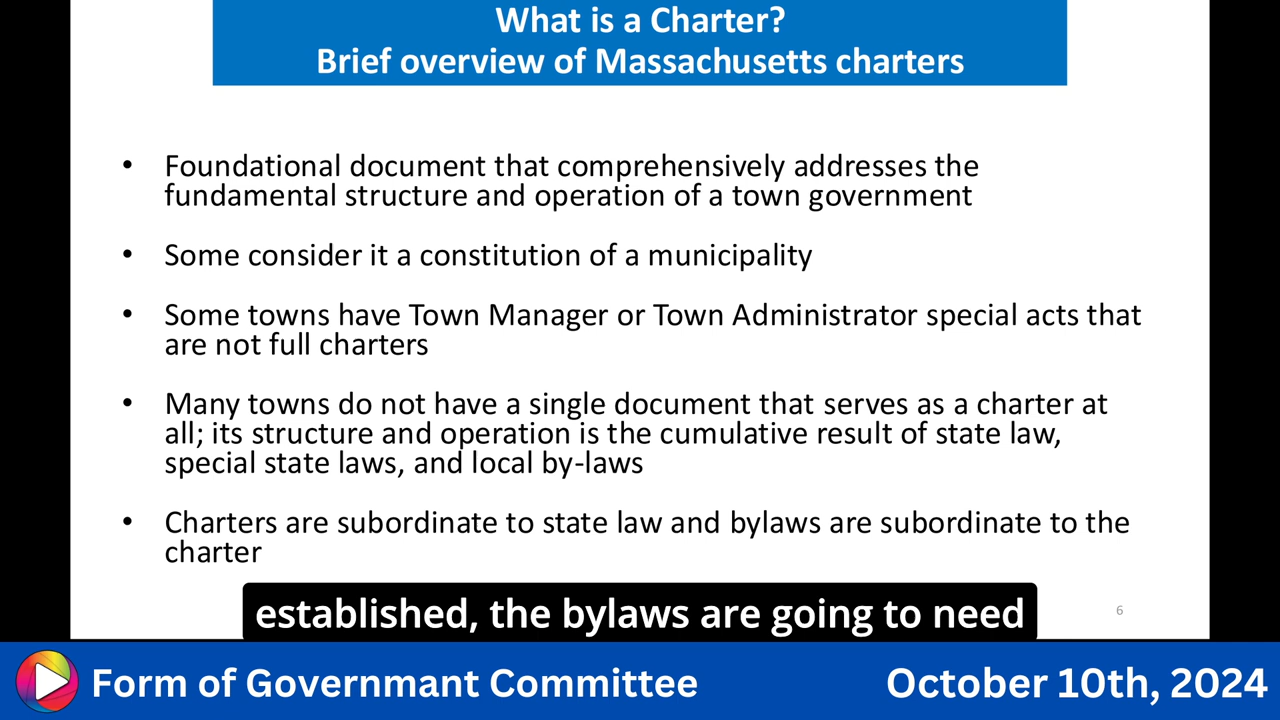 What is a Charter?
Brief overview of Massachusetts charters
• Foundational document that comprehensively addresses the
fundamental structure and operation of a town government
• Some consider it a constitution of a municipality
• Some towns have Town Manager or Town Administrator special acts that
are not full charters
• Many towns do not have a single document that serves as a charter at
all; its structure and operation is the cumulative result of state law,
special state laws, and local by-laws
• Charters are subordinate to state law and bylaws are subordinate to the
charter
established, the bylaws are going to need
6
Form of Governmant Committee
October 10th, 2024